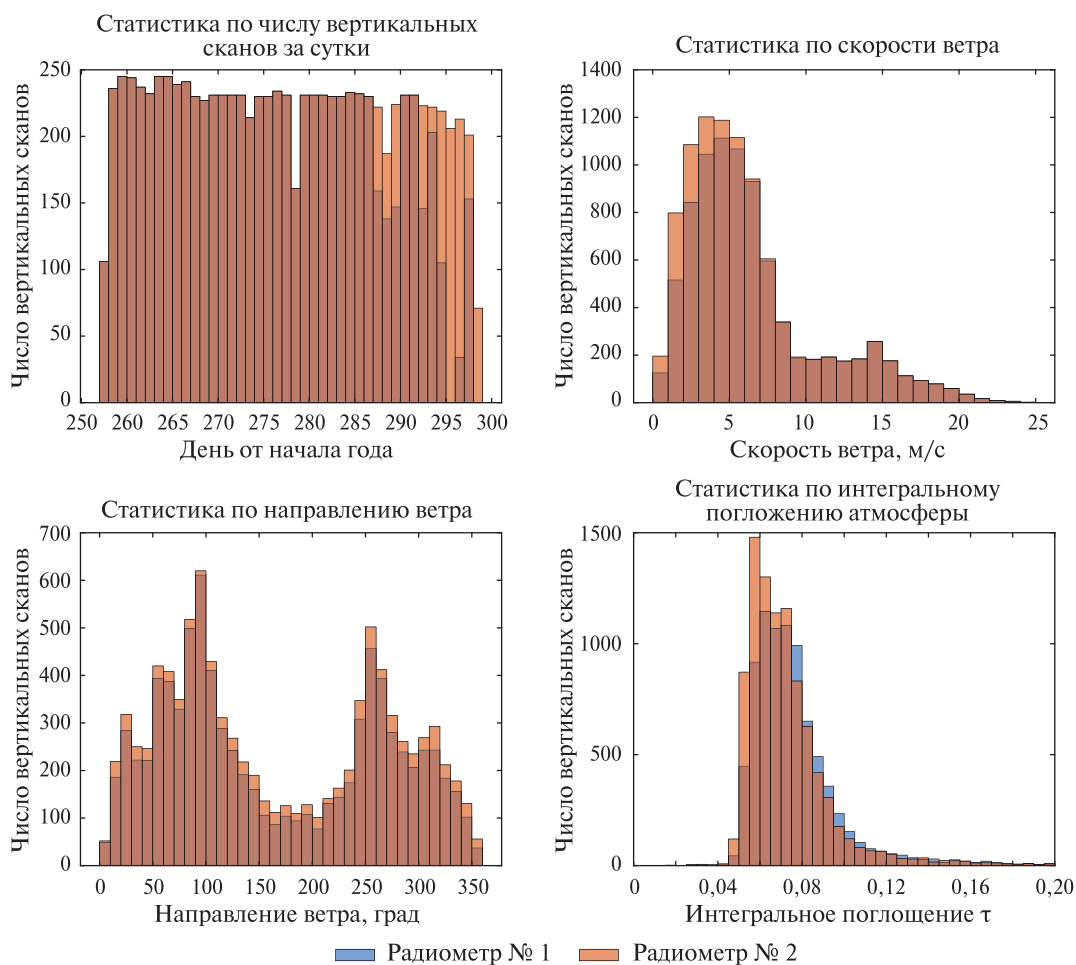 Статистика по числу вертикальных
сканов за сутки
Число вертикальных сканов
250
200
150
100
50
0
250 260 265 270 275 280 285 290 295 300
День от начала года
Статистика по скорости ветра
Число вертикальных сканов
1400
1200
1000
800
600
400
200
0
0 5 10 15 20 25
Скорость ветра, м/с
Статистика по направлению ветра
Число вертикальных сканов
700
600
500
400
300
200
100
0
0 50 100 150 200 250 300 350
Направление ветра, град
Статистика по интегральному
погложению атмосферы
Число вертикальных сканов
1500
1000
500
0
0 0,04 0,08 0,12 0,16 0,20
Интегральное поглощение τ
Радиометр № 1 Радиометр № 2